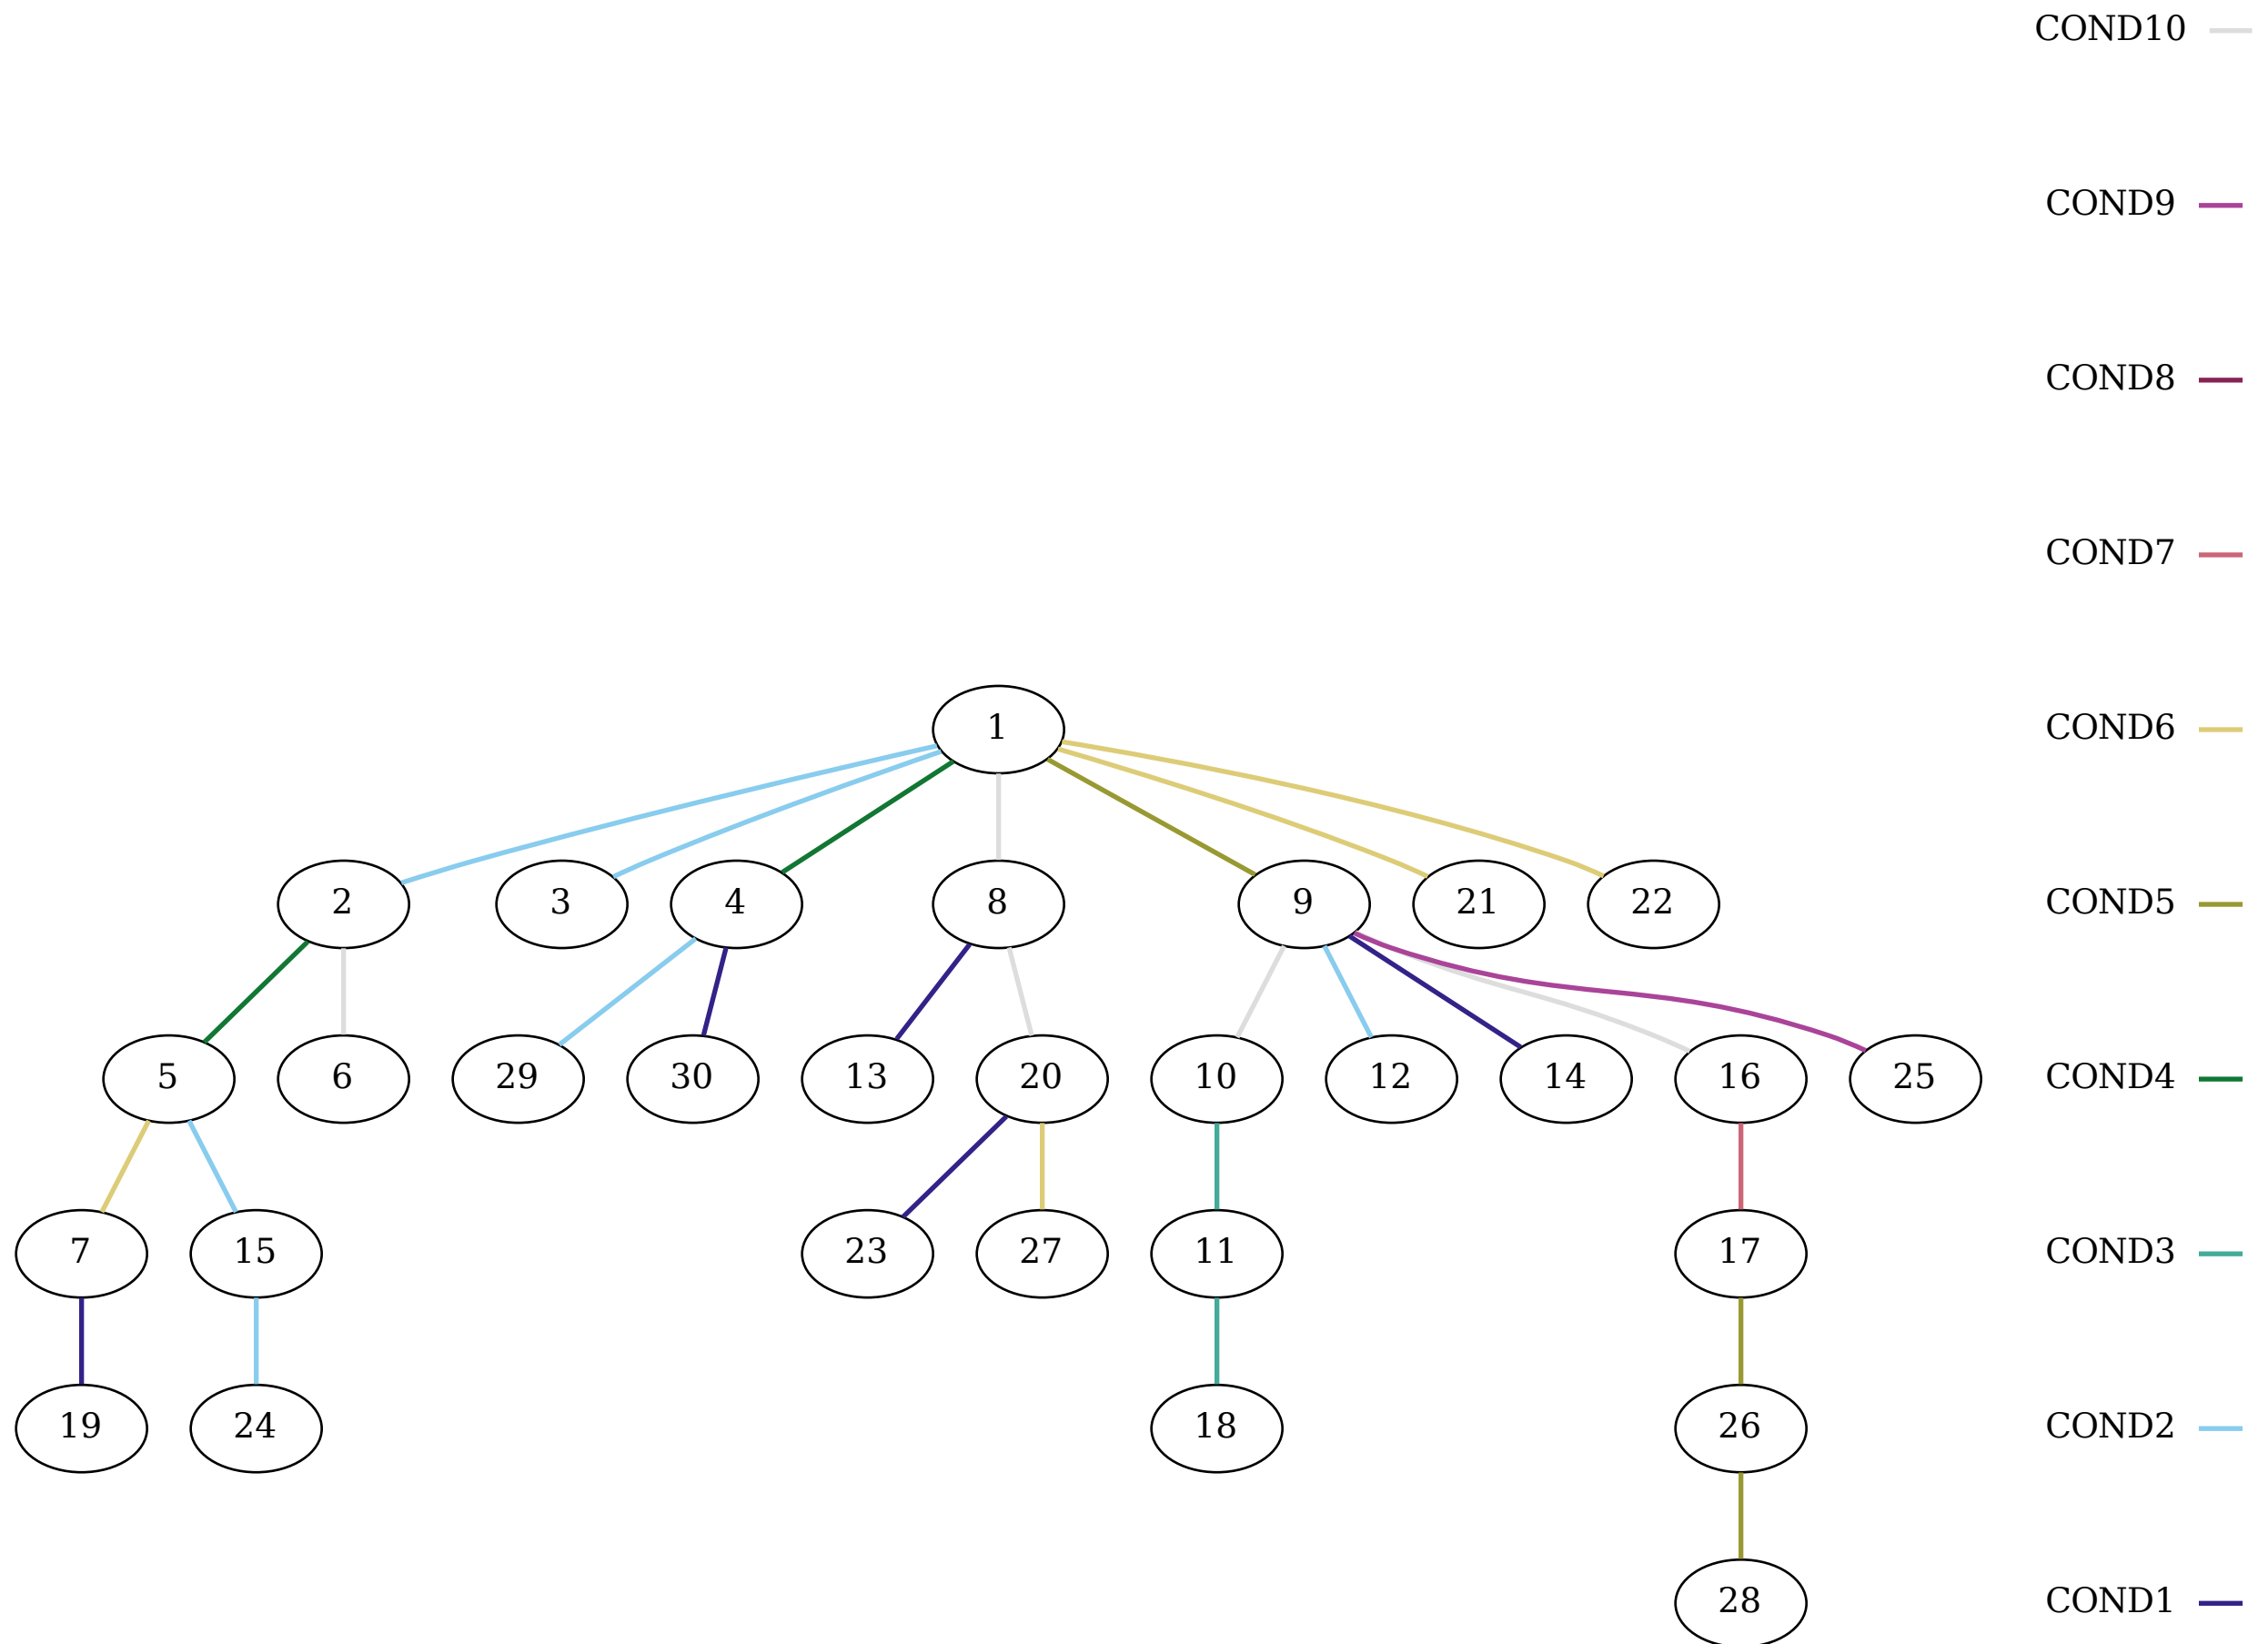 COND10
COND9
COND8
COND7
1 COND6
2 3 4 8 9 21 22 COND5
5 6 29 30 13 20 10 12 14 16 25 COND4
7 15 23 27 11 17 COND3
19 24 18 26 COND2
28 COND1